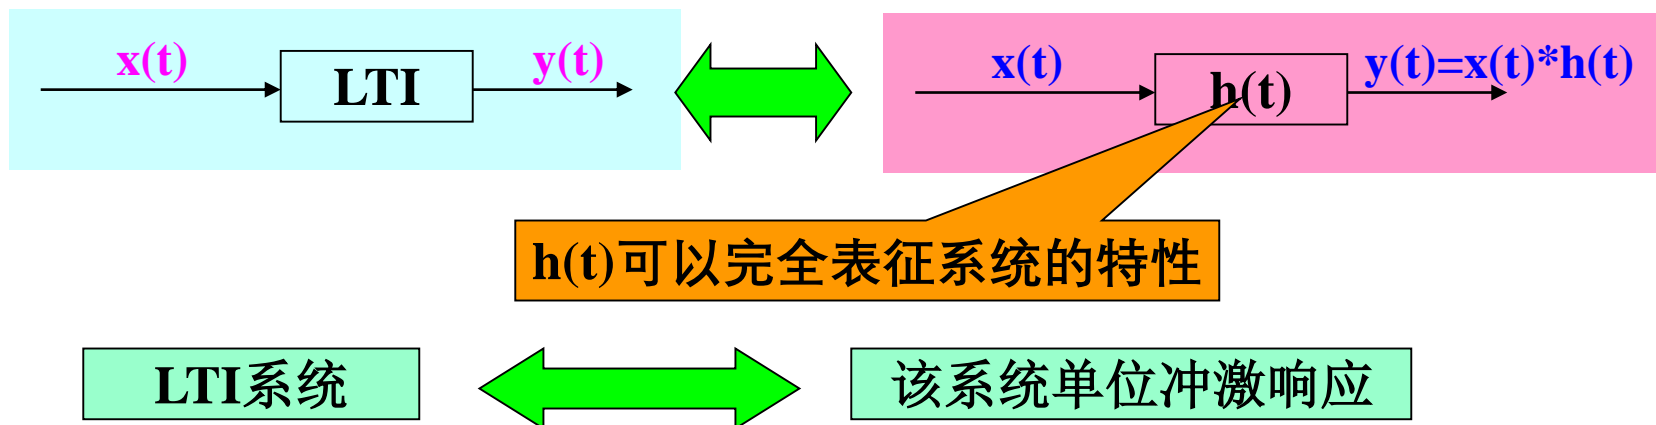 x(t)
LTI
y(t)
x(t)
h(t)
y(t)=x(t)*h(t)
h(t)可以完全表征系统的特性
LTI系统
该系统单位冲激响应